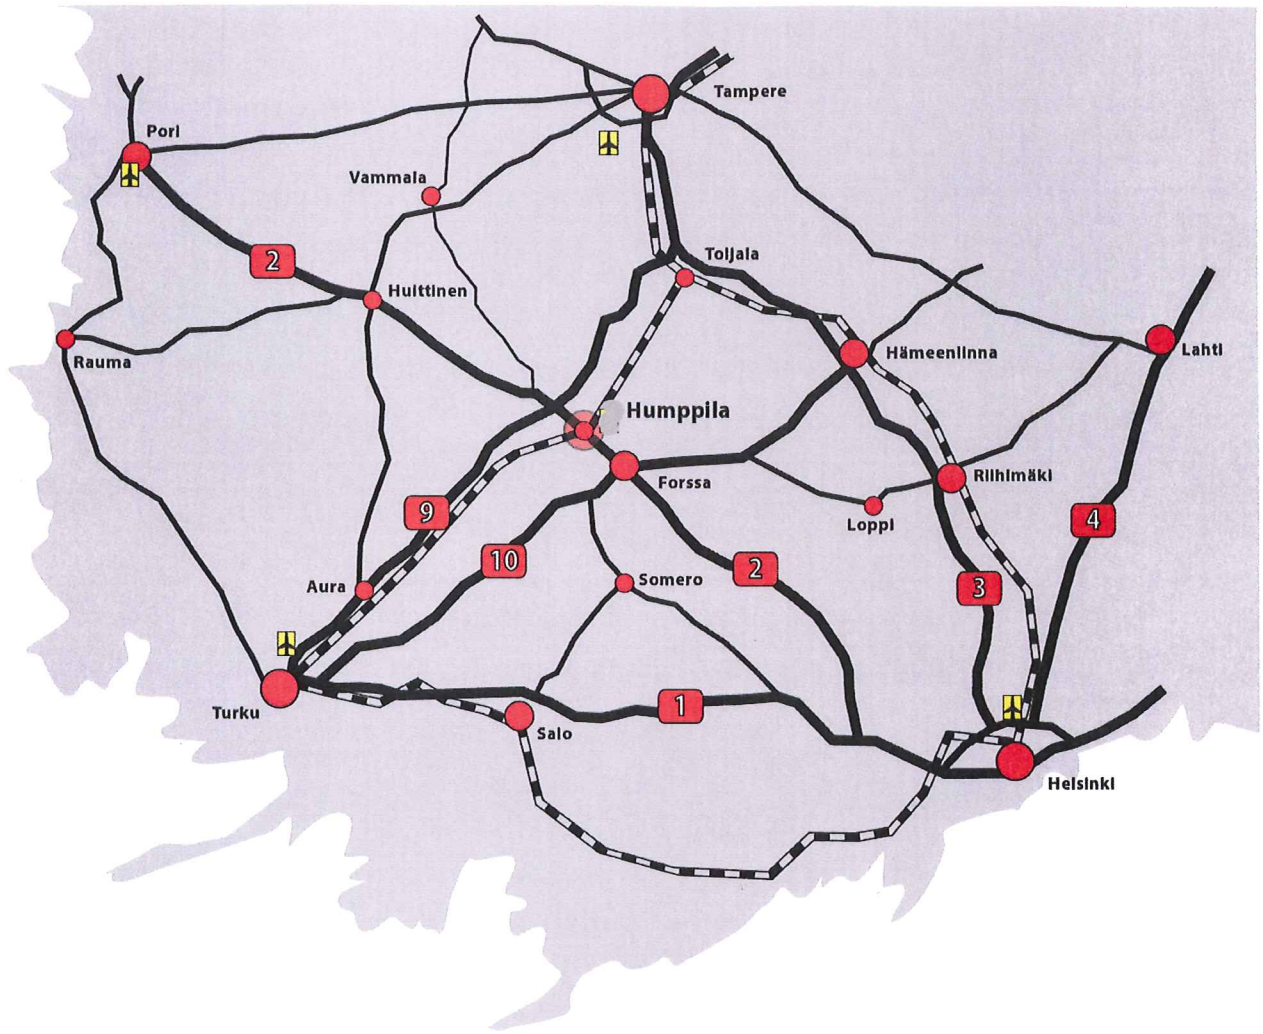 Tampere
Pori
Vammala
Toijala
2
Huittinen
Rauma
Hämeenlinna
Lahti
Humppila
Forssa
Riihimäki
9
Loppi
4
10
2
Aura
Somero
3
Turku
1
Salo
Helsinki